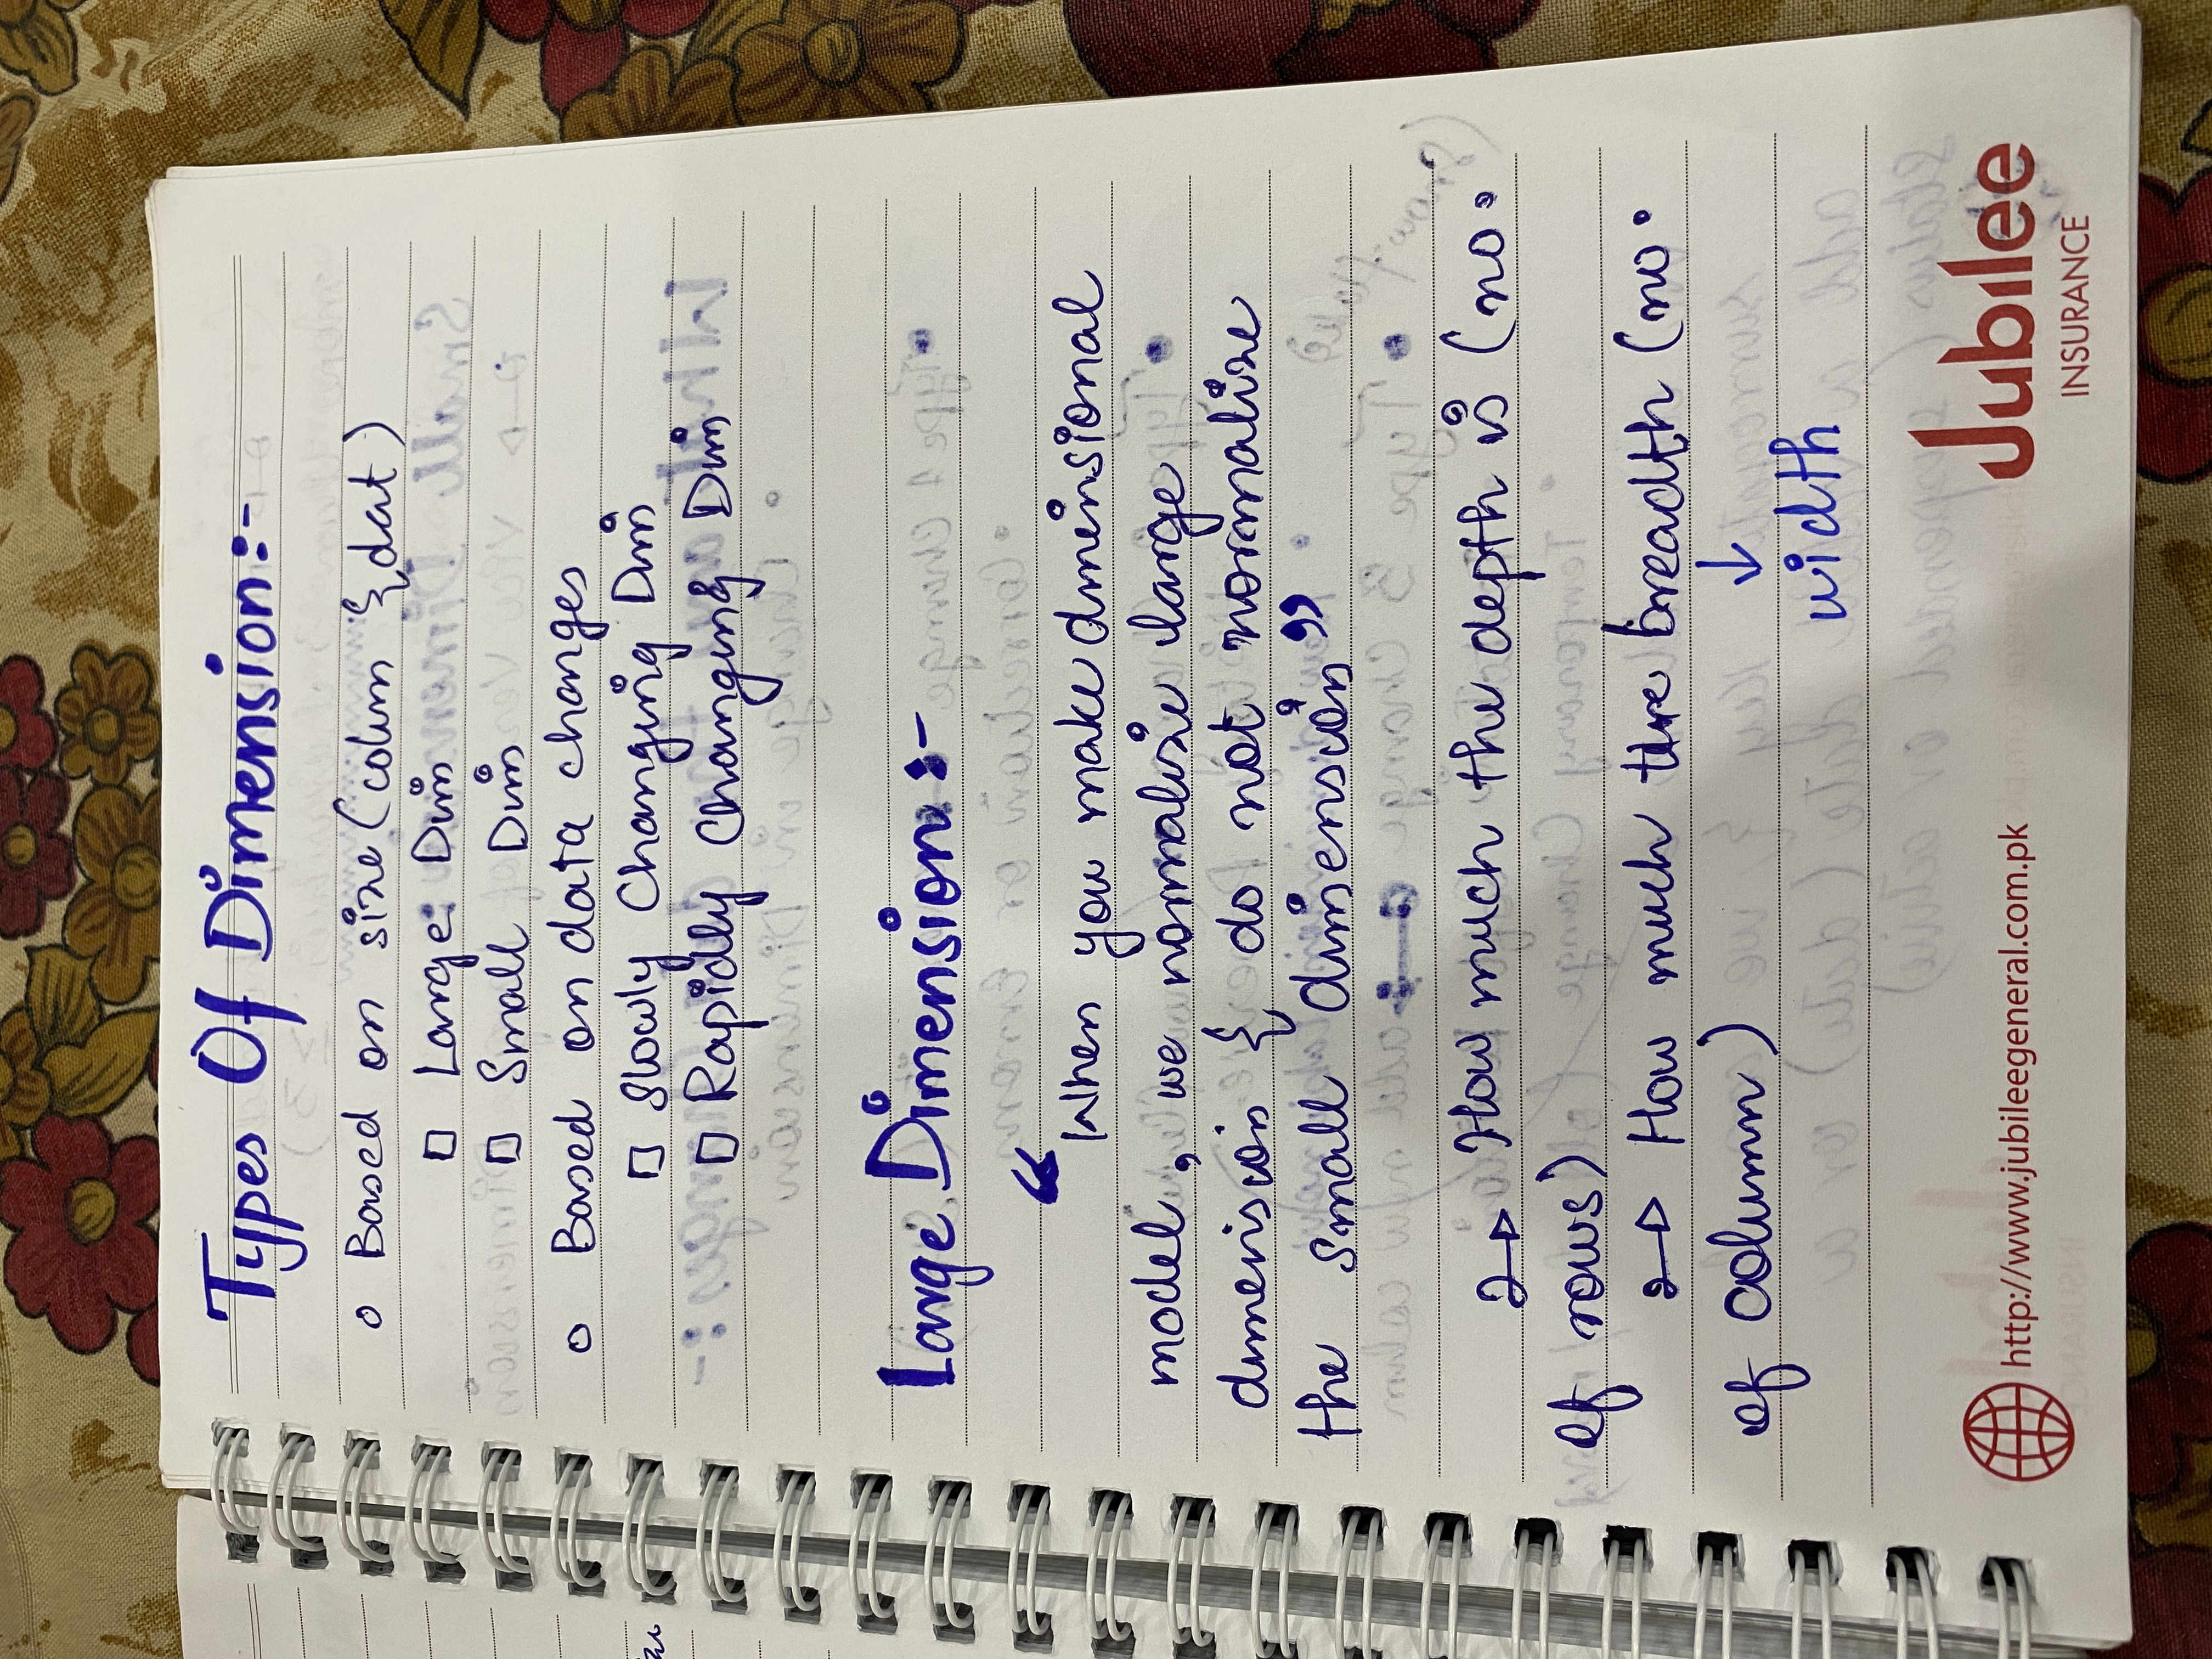 Types Of Dimension:-
Based on size (colum & dat)
Large Dim
Small Dim
Based on data changes
Slowly Changing Dim
Rapidly Changing Dim
Large Dimension:-
“When you make dimensional
model, we normalize large
dimension & do not normalize
the small dimension”
How much the depth is (no.
of rows)
How much the breadth (no.
of column)
↓
width
http://www.jubileegeneral.com.pk
Jubilee
INSURANCE